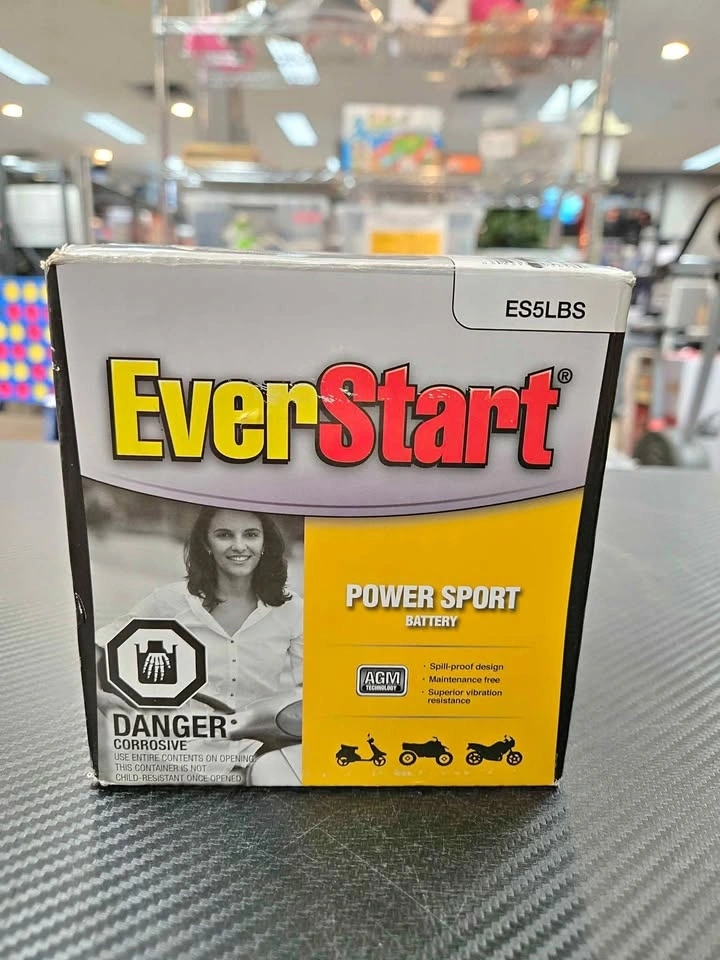 ES5LBS
EverStart®
POWER SPORT
BATTERY
AGM
TECHNOLOGY
· Spill-proof design
· Maintenance free
· Superior vibration
resistance
DANGER:
CORROSIVE
USE ENTIRE CONTENTS ON OPENING.
THIS CONTAINER IS NOT
CHILD-RESISTANT ONCE OPENED